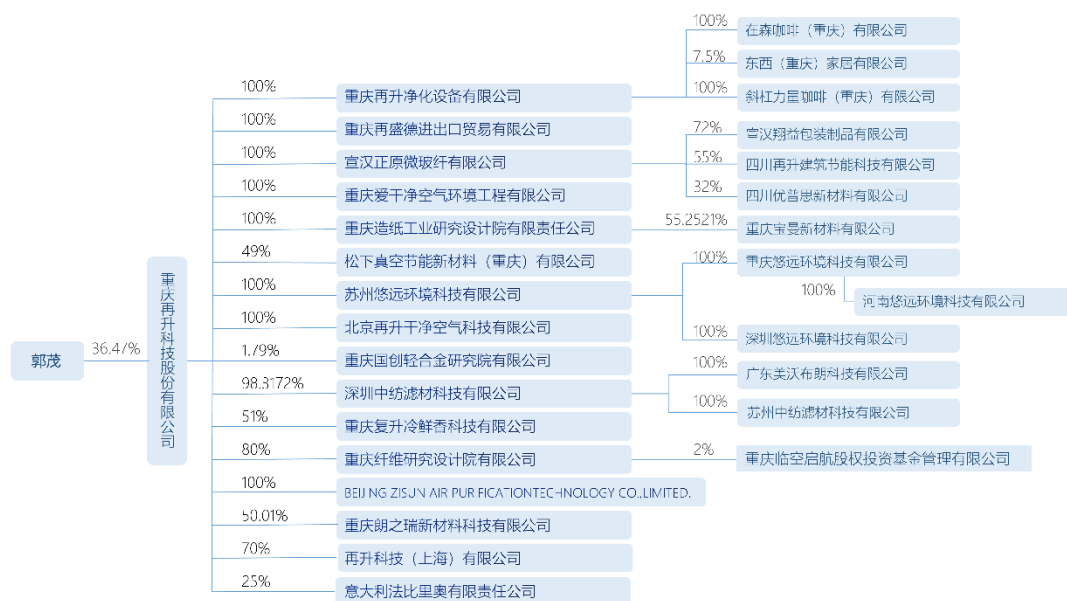 郭茂
36.47%
重庆再升科技股份有限公司
100%
重庆再升净化设备有限公司
100%
在森咖啡（重庆）有限公司
7.5%
东西（重庆）家居有限公司
100%
斜杠力量咖啡（重庆）有限公司
100%
重庆再盛德进出口贸易有限公司
100%
宣汉正原微玻纤有限公司
72%
宣汉翔益包装制品有限公司
55%
四川再升建筑节能科技有限公司
32%
四川优普思新材料有限公司
100%
重庆爱干净空气环境工程有限公司
100%
重庆造纸工业研究设计院有限责任公司
55.2521%
重庆宝曼新材料有限公司
49%
松下真空节能新材料（重庆）有限公司
100%
苏州悠远环境科技有限公司
100%
重庆悠远环境科技有限公司
100%
河南悠远环境科技有限公司
100%
深圳悠远环境科技有限公司
100%
北京再升干净空气科技有限公司
1.79%
重庆国创轻合金研究院有限公司
98.3172%
深圳中纺滤材科技有限公司
100%
广东美沃布朗科技有限公司
100%
苏州中纺滤材科技有限公司
51%
重庆复升冷鲜香科技有限公司
80%
重庆纤维研究设计院有限公司
2%
重庆临空启航股权投资基金管理有限公司
100%
BEIJING ZISUN AIR PURIFICATIONTECHNOLOGY CO.,LIMITED.
50.01%
重庆朗之瑞新材料科技有限公司
70%
再升科技（上海）有限公司
25%
意大利法比里奥有限责任公司